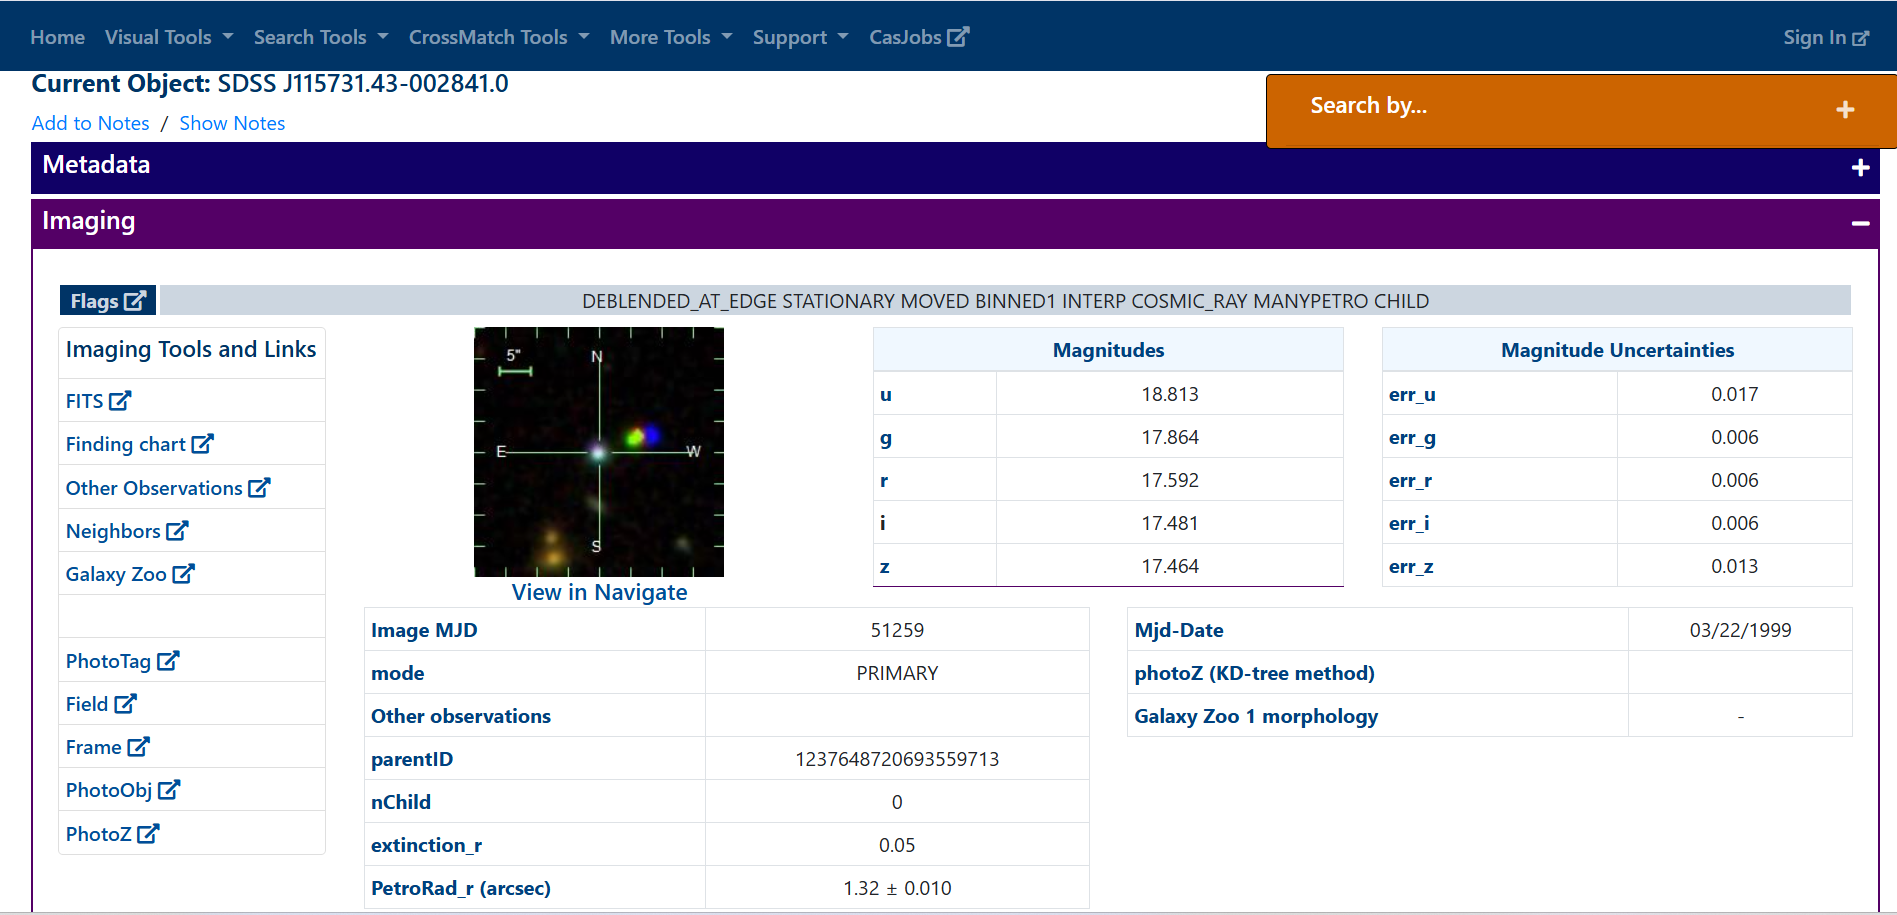 Home Visual Tools Search Tools CrossMatch Tools More Tools Support CasJobs Sign In
Current Object: SDSS J115731.43-002841.0
Search by...
Add to Notes / Show Notes
Metadata
Imaging
Flags DEBLENDED_AT_EDGE STATIONARY MOVED BINNED1 INTERP COSMIC_RAY MANYPETRO CHILD
Imaging Tools and Links
FITS
Finding chart
Other Observations
Neighbors
Galaxy Zoo
PhotoTag
Field
Frame
PhotoObj
PhotoZ
5"
N
E W
S
View in Navigate
Magnitudes
u 18.813
g 17.864
r 17.592
i 17.481
z 17.464
Magnitude Uncertainties
err_u 0.017
err_g 0.006
err_r 0.006
err_i 0.006
err_z 0.013
Image MJD 51259
mode PRIMARY
Other observations
parentID 1237648720693559713
nChild 0
extinction_r 0.05
PetroRad_r (arcsec) 1.32 ± 0.010
Mjd-Date 03/22/1999
photoZ (KD-tree method)
Galaxy Zoo 1 morphology -